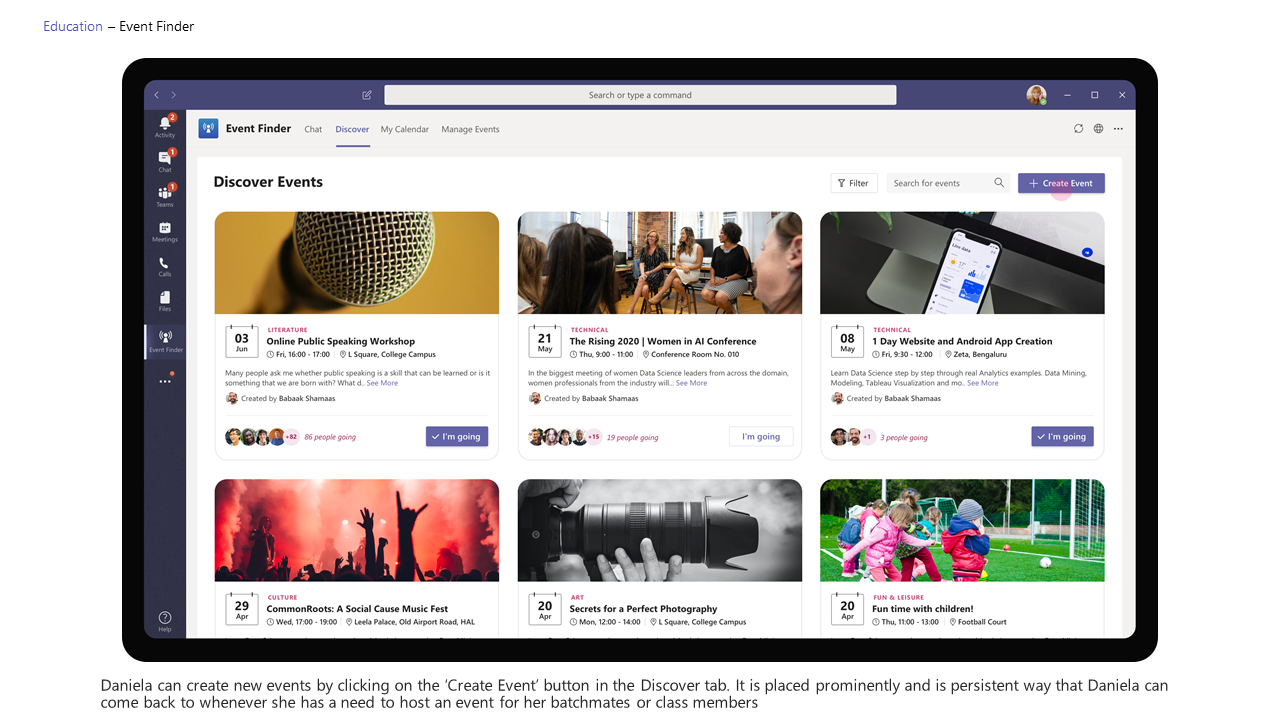 Education – Event Finder
Search or type a command
2
Activity
1
Chat
1
Teams
Meetings
Calls
Files
Event Finder
Help
Event Finder Chat Discover My Calendar Manage Events
Discover Events
Filter
Search for events
Create Event
LITERATURE
03
Jun
Online Public Speaking Workshop
Fri, 16:00 - 17:00 L Square, College Campus
Many people ask me whether public speaking is a skill that can be learned or is it
something that we are born with? What d.. See More
Created by Babaak Shamaas
+82 86 people going
I'm going
TECHNICAL
21
May
The Rising 2020 | Women in AI Conference
Thu, 9:00 - 11:00 Conference Room No. 010
In the biggest meeting of women Data Science leaders from across the domain,
women professionals from the industry will... See More
Created by Babaak Shamaas
+15 19 people going
I'm going
Live data
TECHNICAL
08
May
1 Day Website and Android App Creation
Fri, 9:30 - 12:00 Zeta, Bengaluru
Learn Data Science step by step through real Analytics examples. Data Mining,
Modeling, Tableau Visualization and mo.. See More
Created by Babaak Shamaas
+1 3 people going
I'm going
CULTURE
29
Apr
CommonRoots: A Social Cause Music Fest
Wed, 17:00 - 19:00 Leela Palace, Old Airport Road, HAL
ART
20
Apr
Secrets for a Perfect Photography
Mon, 12:00 - 14:00 L Square, College Campus
FUN & LEISURE
20
Apr
Fun time with children!
Thu, 11:00 - 13:00 Football Court
Daniela can create new events by clicking on the ‘Create Event’ button in the Discover tab. It is placed prominently and is persistent way that Daniela can
come back to whenever she has a need to host an event for her batchmates or class members